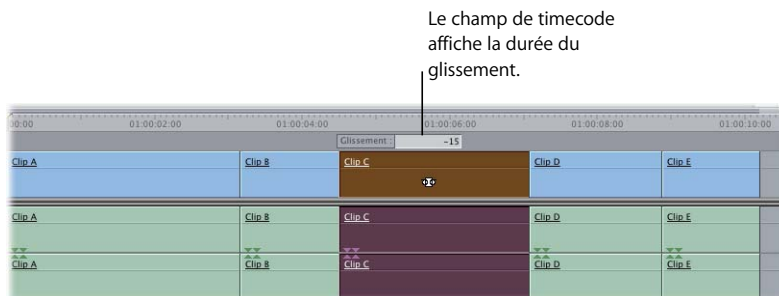 Le champ de timecode
affiche la durée du
glissement.
00:00 01:00:02:00 01:00:04:00 01:00:06:00 01:00:08:00 01:00:10:00
Glissement : -15
Clip A Clip B Clip C Clip D Clip E
Clip A Clip B Clip C Clip D Clip E
Clip A Clip B Clip C Clip D Clip E